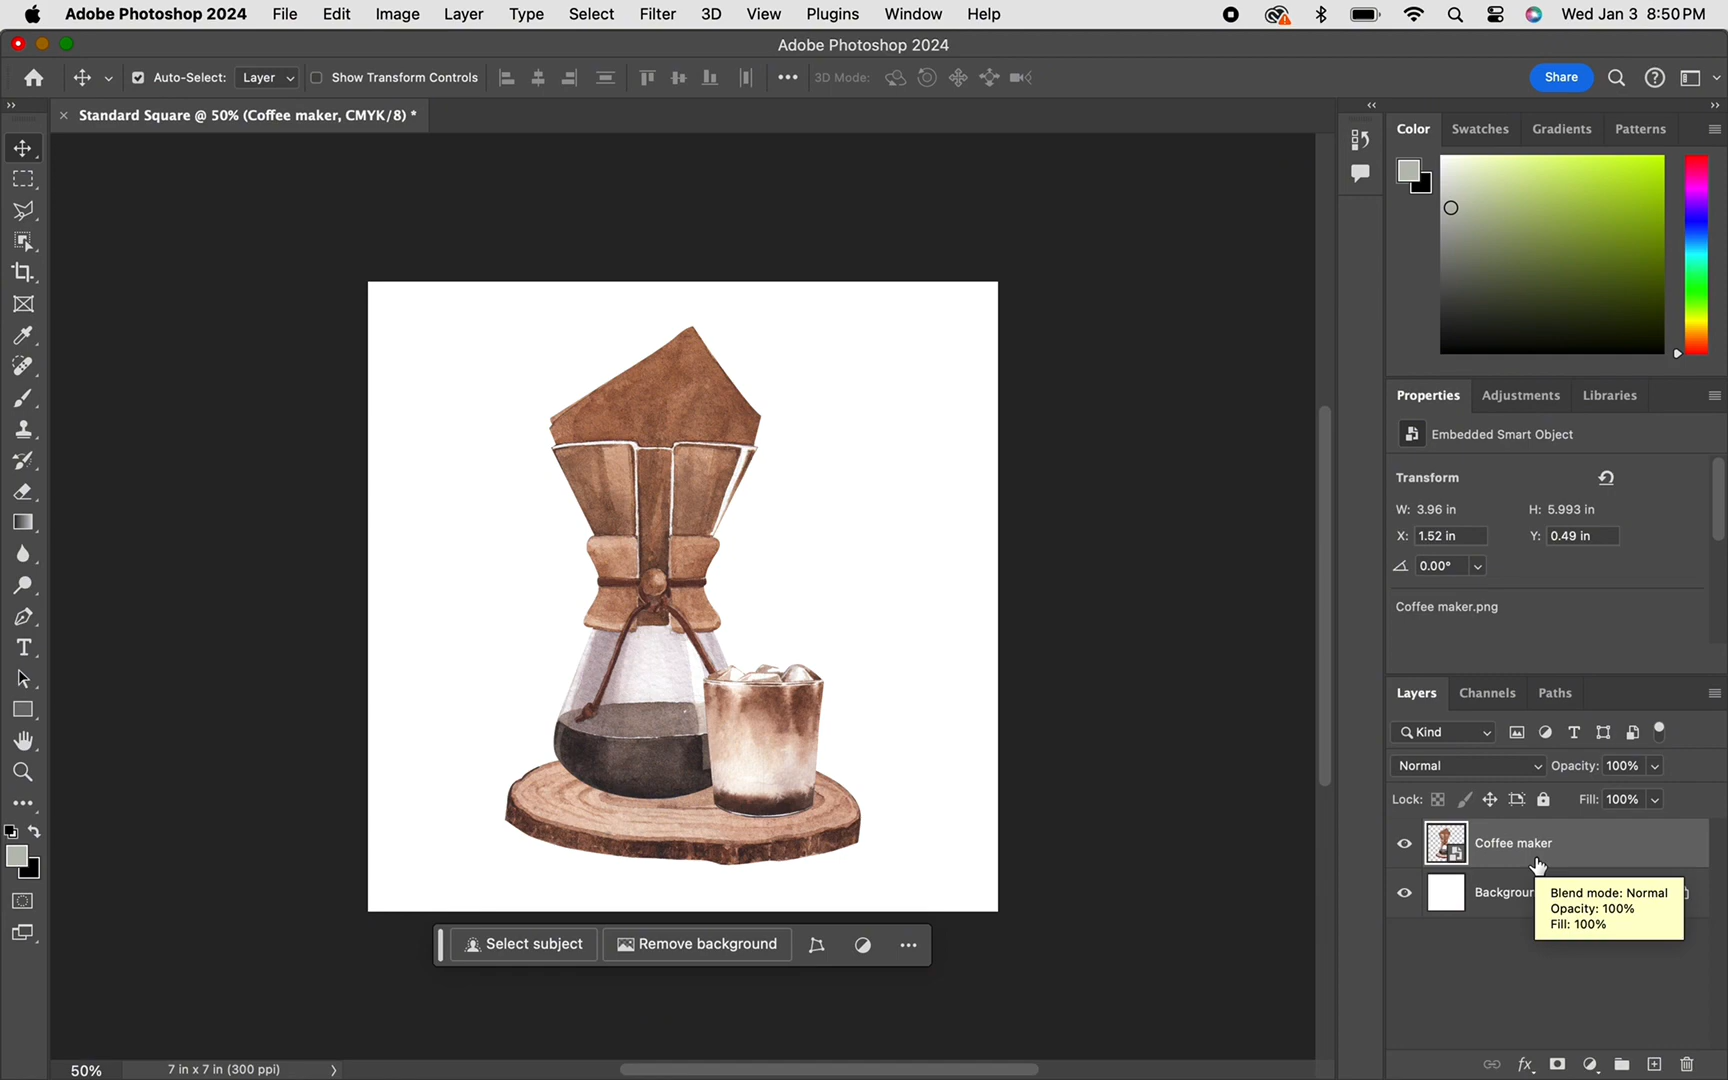 Adobe Photoshop 2024 File Edit Image Layer Type Select Filter 3D View Plugins Window Help Wed Jan 3 8:50 PM
Adobe Photoshop 2024
Auto-Select: Layer Show Transform Controls 3D Mode: Share
Standard Square @ 50% (Coffee maker, CMYK/8) *
Color Swatches Gradients Patterns
Properties Adjustments Libraries
Embedded Smart Object
Transform
W: 3.96 in H: 5.993 in
X: 1.52 in Y: 0.49 in
0.00°
Coffee maker.png
Layers Channels Paths
Kind
Normal Opacity: 100%
Lock: Fill: 100%
Coffee maker
Backgroun
Blend mode: Normal
Opacity: 100%
Fill: 100%
Select subject Remove background
50% 7 in x 7 in (300 ppi)